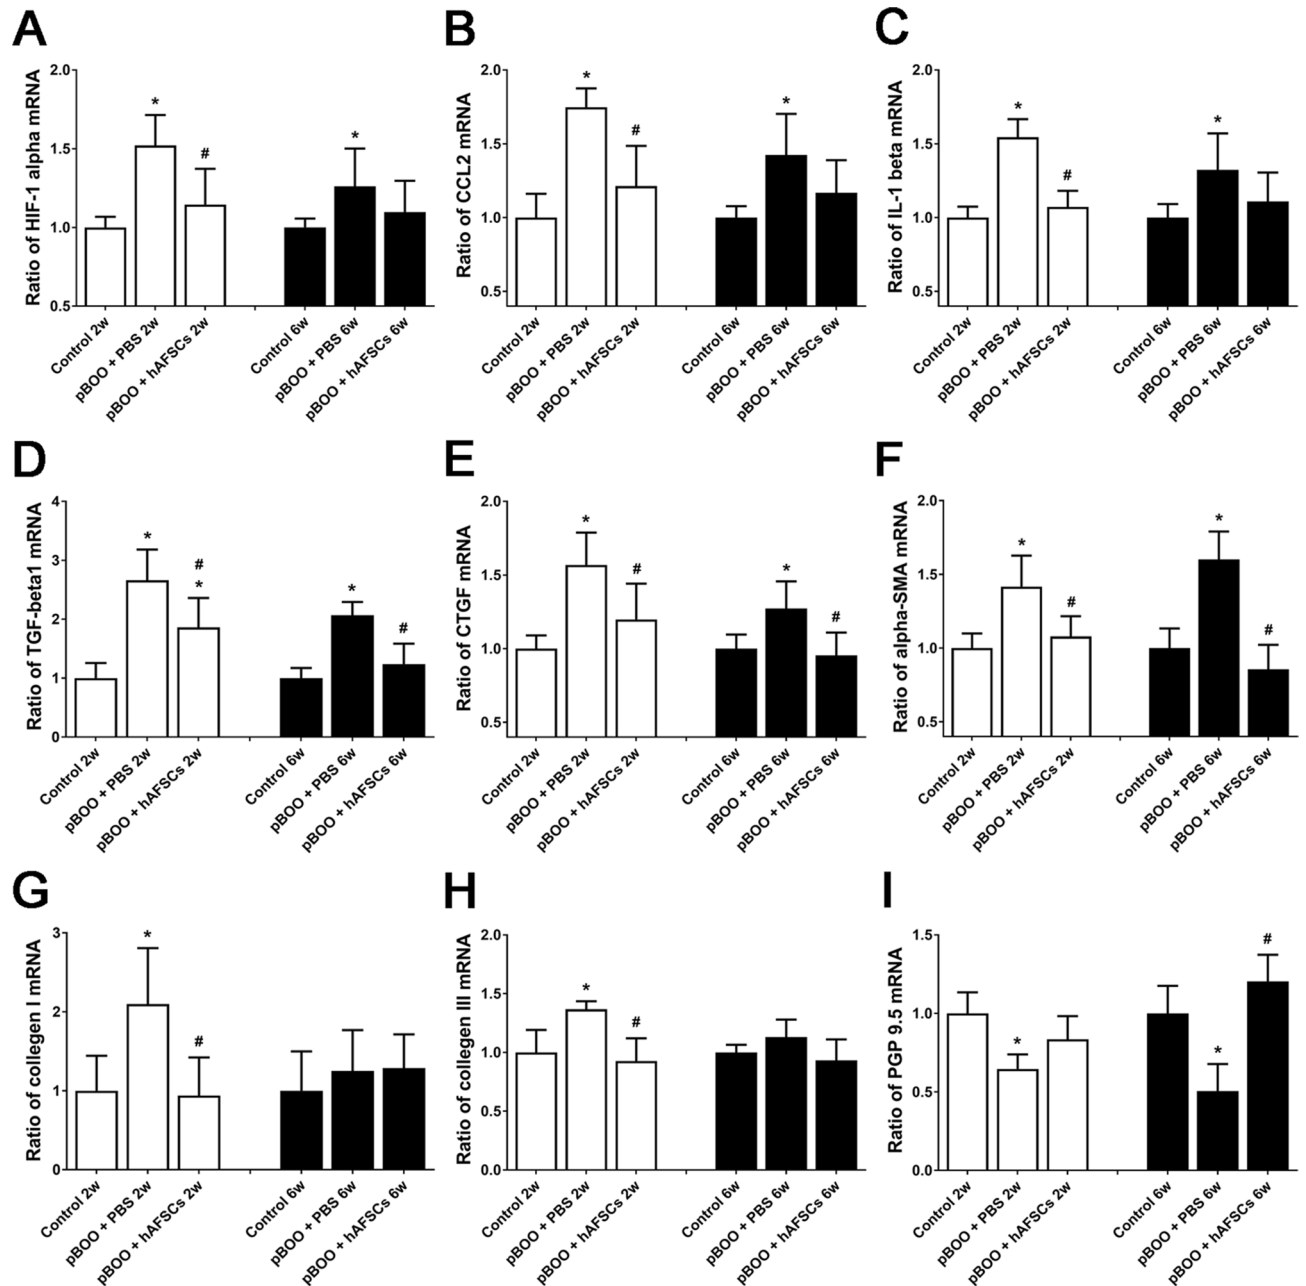 A
Ratio of HIF-1 alpha mRNA
2.0
1.5
1.0
0.5
*
#
*
Control 2w
pBOO + PBS 2w
pBOO + hAFSCs 2w
Control 6w
pBOO + PBS 6w
pBOO + hAFSCs 6w
B
Ratio of CCL2 mRNA
2.0
1.5
1.0
0.5
*
#
*
Control 2w
pBOO + PBS 2w
pBOO + hAFSCs 2w
Control 6w
pBOO + PBS 6w
pBOO + hAFSCs 6w
C
Ratio of IL-1 beta mRNA
2.0
1.5
1.0
0.5
*
#
*
Control 2w
pBOO + PBS 2w
pBOO + hAFSCs 2w
Control 6w
pBOO + PBS 6w
pBOO + hAFSCs 6w
D
Ratio of TGF-beta1 mRNA
4
3
2
1
0
*
#
*
*
#
Control 2w
pBOO + PBS 2w
pBOO + hAFSCs 2w
Control 6w
pBOO + PBS 6w
pBOO + hAFSCs 6w
E
Ratio of CTGF mRNA
2.0
1.5
1.0
0.5
*
#
*
#
Control 2w
pBOO + PBS 2w
pBOO + hAFSCs 2w
Control 6w
pBOO + PBS 6w
pBOO + hAFSCs 6w
F
Ratio of alpha-SMA mRNA
2.0
1.5
1.0
0.5
*
#
*
#
Control 2w
pBOO + PBS 2w
pBOO + hAFSCs 2w
Control 6w
pBOO + PBS 6w
pBOO + hAFSCs 6w
G
Ratio of collegen I mRNA
3
2
1
0
*
#
Control 2w
pBOO + PBS 2w
pBOO + hAFSCs 2w
Control 6w
pBOO + PBS 6w
pBOO + hAFSCs 6w
H
Ratio of collegen III mRNA
2.0
1.5
1.0
0.5
0.0
*
#
Control 2w
pBOO + PBS 2w
pBOO + hAFSCs 2w
Control 6w
pBOO + PBS 6w
pBOO + hAFSCs 6w
I
Ratio of PGP 9.5 mRNA
1.5
1.0
0.5
0.0
*
*
#
Control 2w
pBOO + PBS 2w
pBOO + hAFSCs 2w
Control 6w
pBOO + PBS 6w
pBOO + hAFSCs 6w